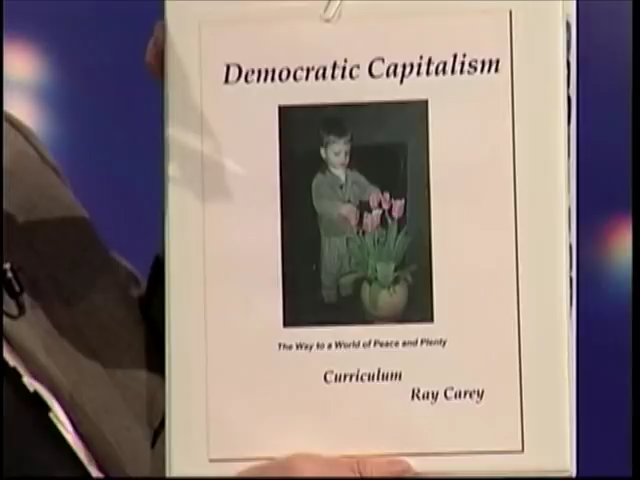 Democratic Capitalism
The Way to a World of Peace and Plenty
Curriculum
Ray Carey